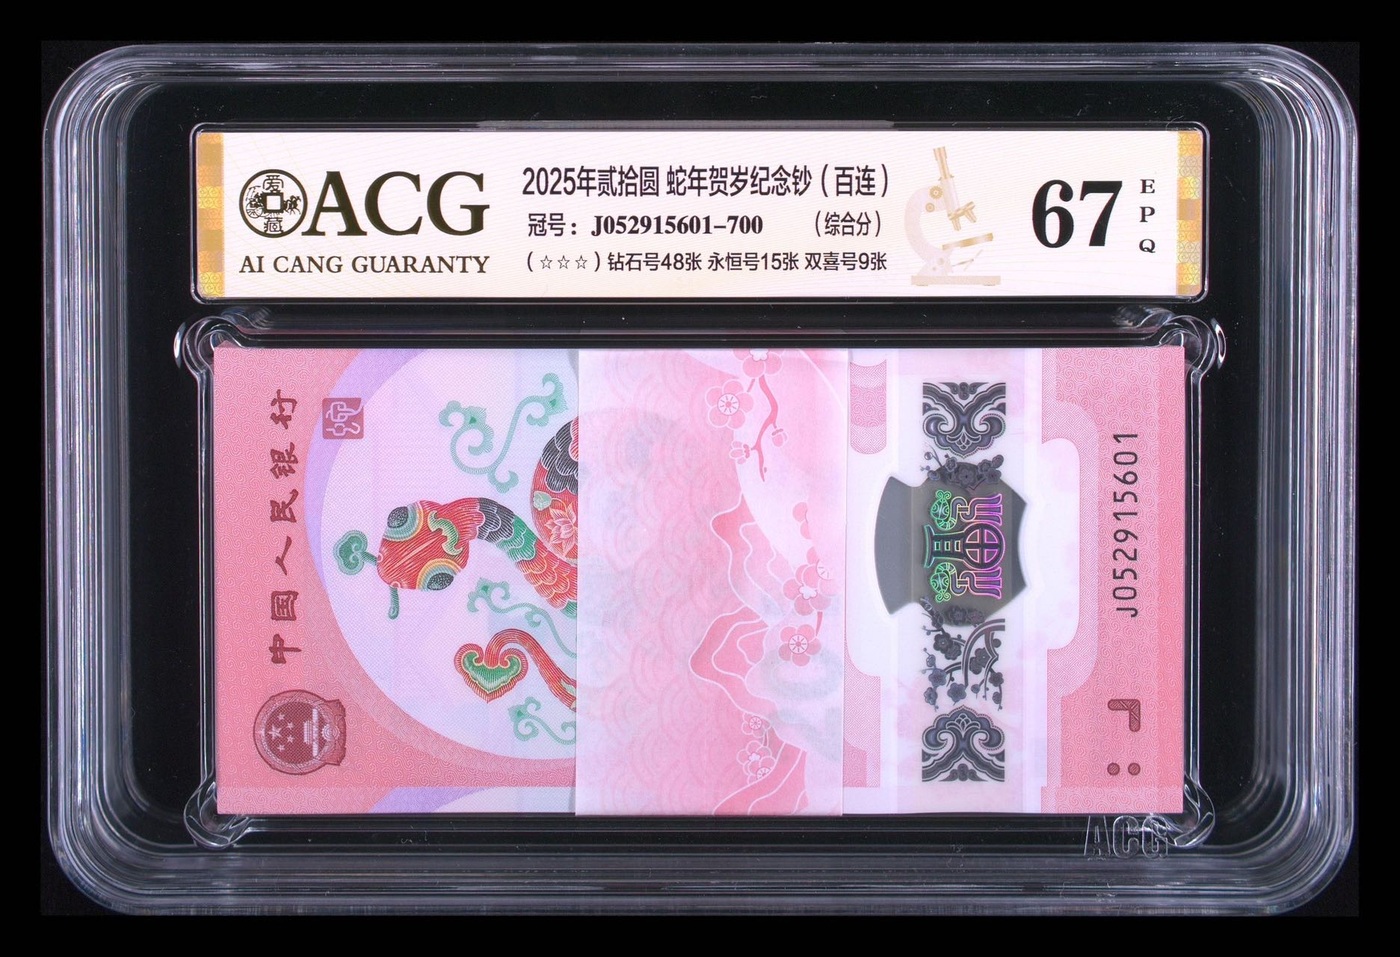 爱藏
ACG
AI CANG GUARANTY
2025年贰拾圆 蛇年贺岁纪念钞（百连）
冠号：J052915601-700 （综合分）
（☆☆☆）钻石号48张 永恒号15张 双喜号9张
67
EPQ
中国人民银行
J052915601
ACG